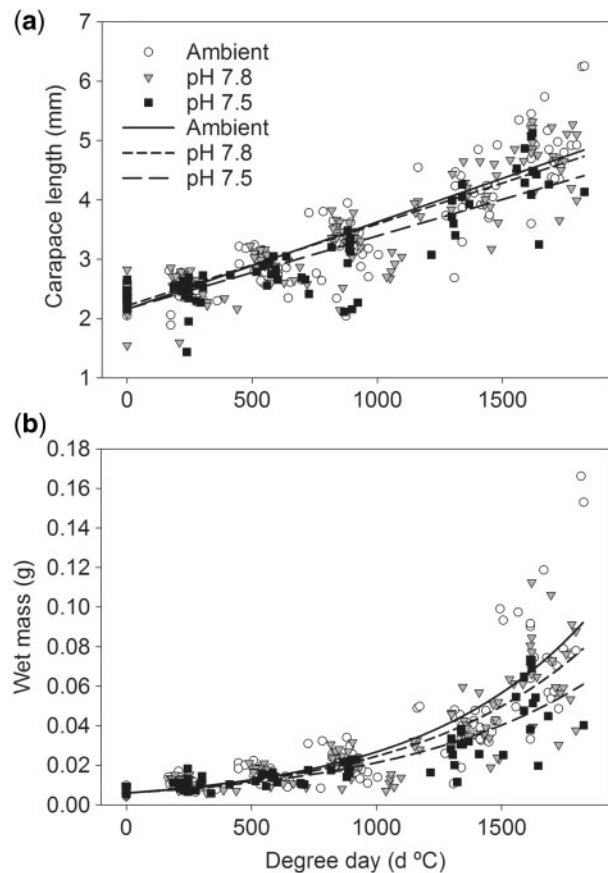 (a)
7
6
5
4
3
2
1
Carapace length (mm)
Ambient
pH 7.8
pH 7.5
Ambient
pH 7.8
pH 7.5
0 500 1000 1500
(b)
0.18
0.16
0.14
0.12
0.10
0.08
0.06
0.04
0.02
0.00
Wet mass (g)
0 500 1000 1500
Degree day (d ºC)